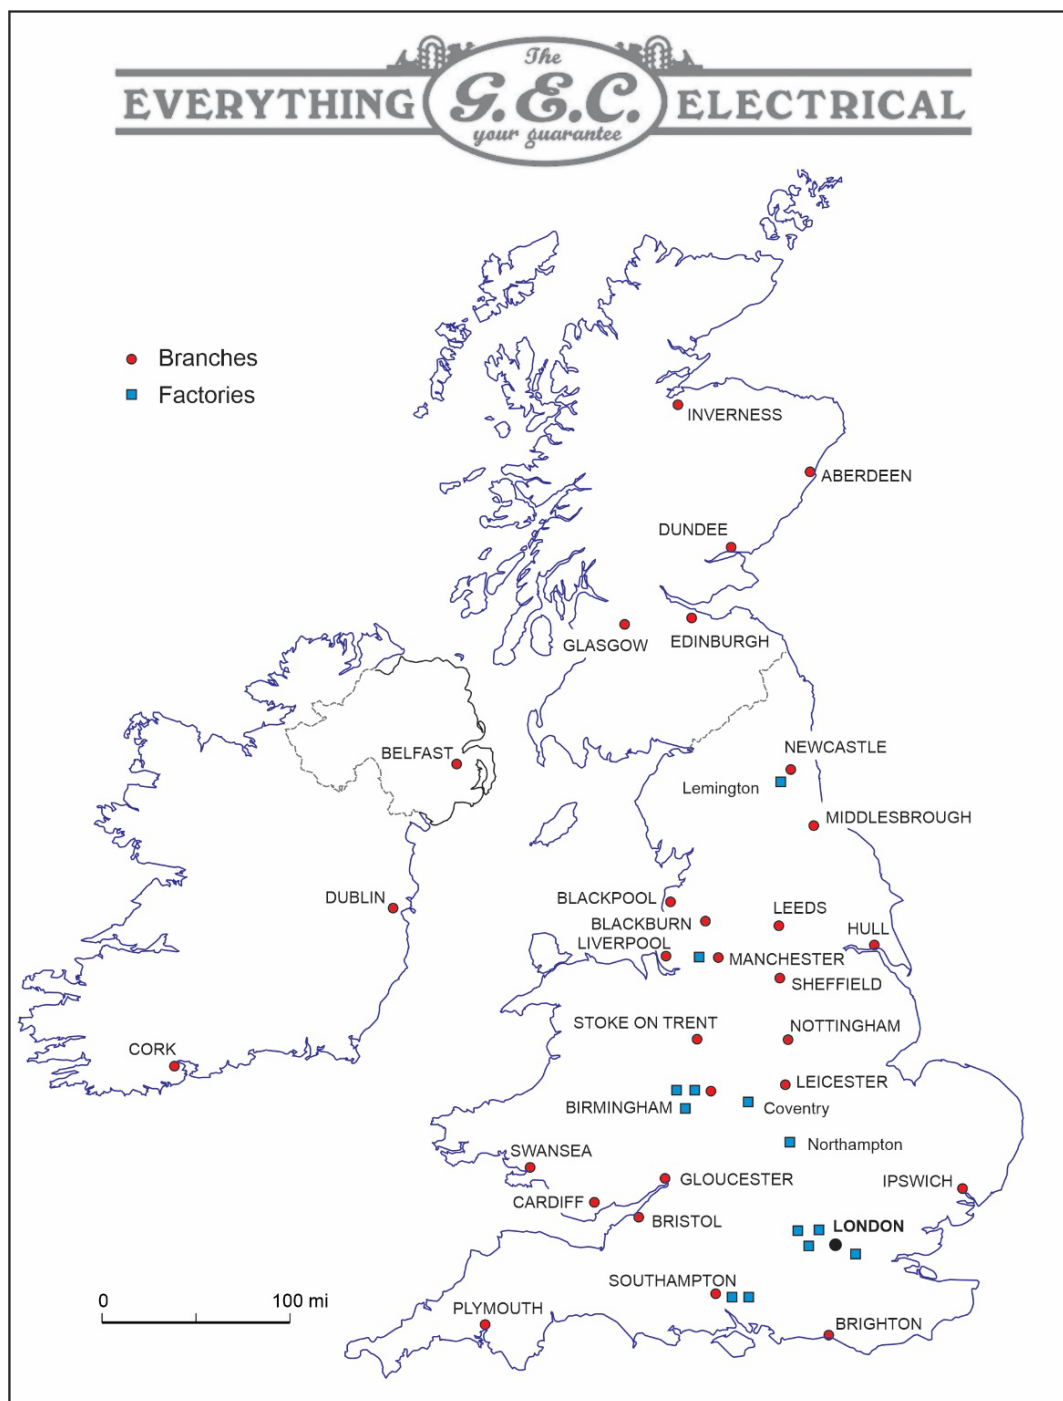 The
EVERYTHING G.E.C. ELECTRICAL
your guarantee
Branches
Factories
INVERNESS
ABERDEEN
DUNDEE
GLASGOW
EDINBURGH
BELFAST
NEWCASTLE
Lemington
MIDDLESBROUGH
DUBLIN
BLACKPOOL
BLACKBURN
LEEDS
HULL
LIVERPOOL
MANCHESTER
SHEFFIELD
STOKE ON TRENT
NOTTINGHAM
CORK
LEICESTER
BIRMINGHAM
Coventry
Northampton
SWANSEA
GLOUCESTER
IPSWICH
CARDIFF
BRISTOL
LONDON
SOUTHAMPTON
0 100 mi
PLYMOUTH
BRIGHTON